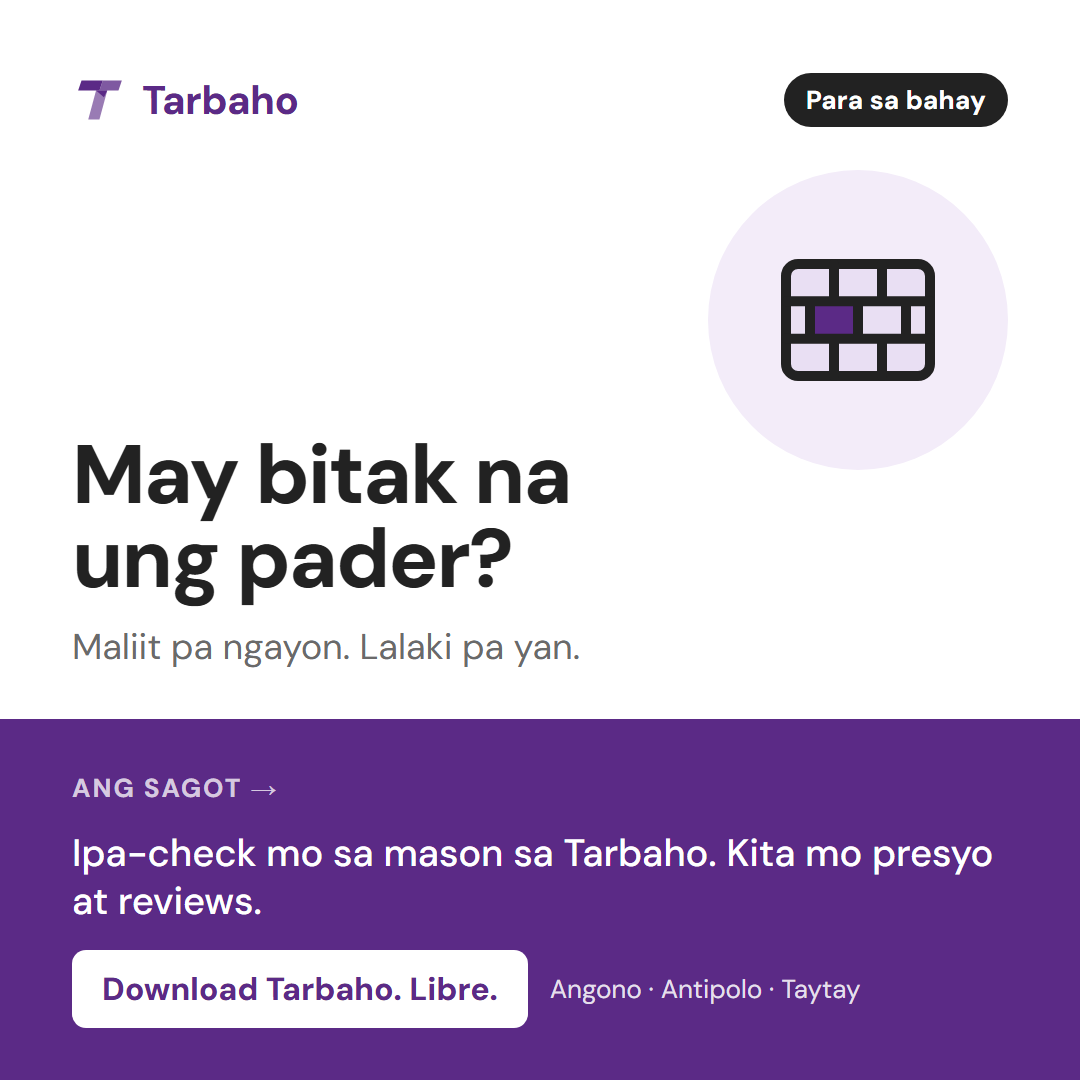 Tarbaho
Para sa bahay
May bitak na
ung pader?
Maliit pa ngayon. Lalaki pa yan.
ANG SAGOT →
Ipa-check mo sa mason sa Tarbaho. Kita mo presyo
at reviews.
Download Tarbaho. Libre.
Angono · Antipolo · Taytay